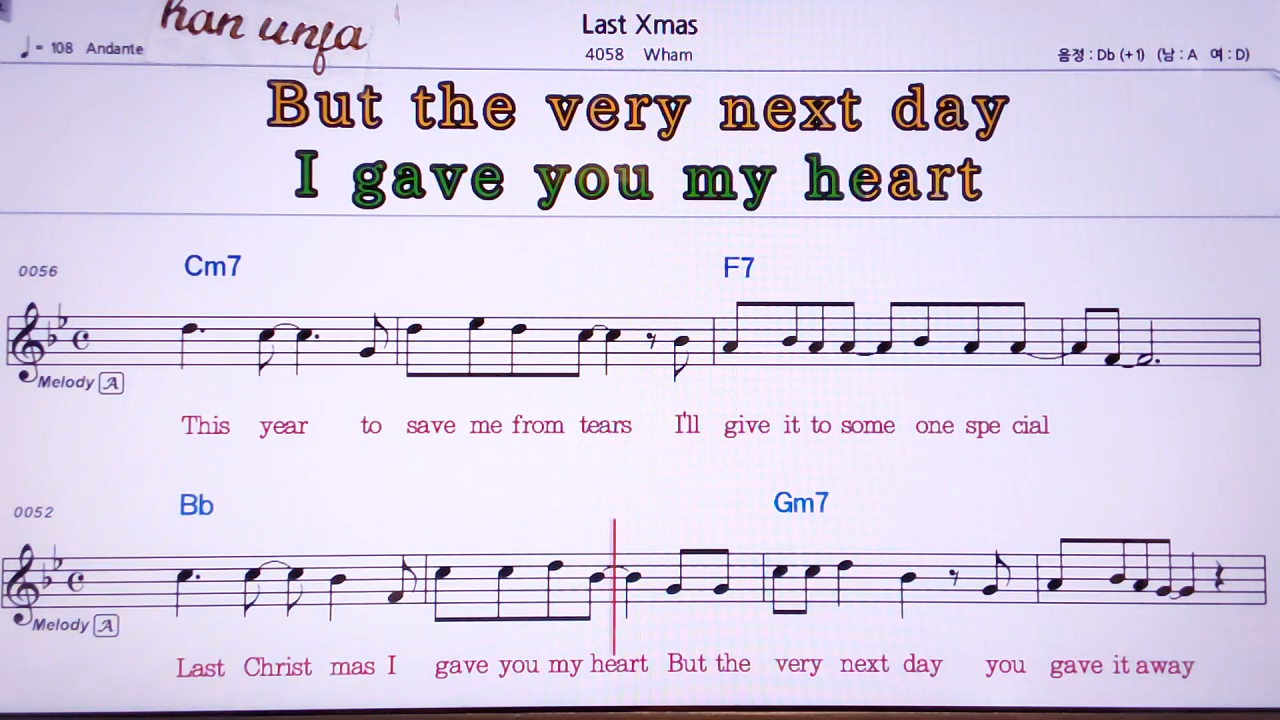 han unfa
Last Xmas
♩= 108 Andante
4058 Wham
음정 : Db (+1) (남 : A 여 : D)
But the very next day
I gave you my heart
0056
Cm7 F7
Melody A
This year to save me from tears I'll give it to some one spe cial
0052
Bb Gm7
Melody A
Last Christ mas I gave you my heart But the very next day you gave it away